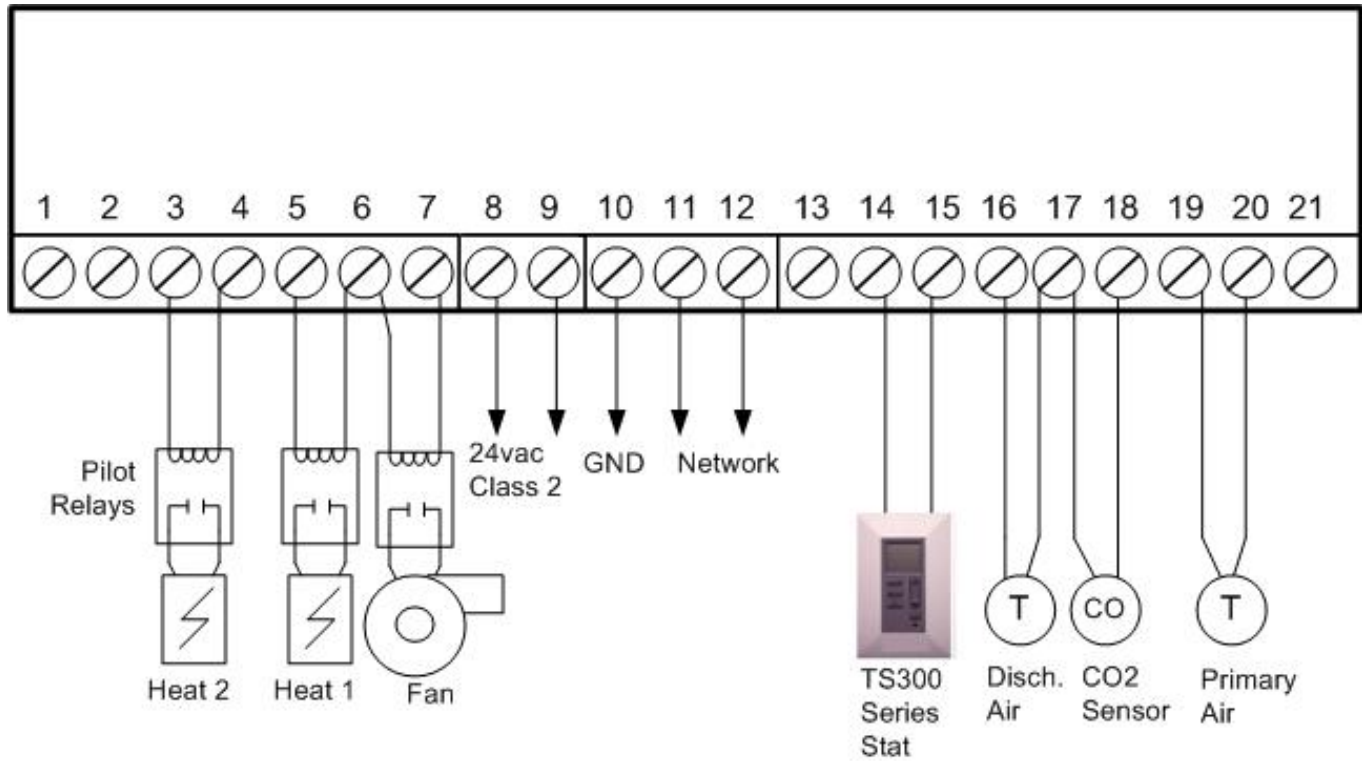 1 2 3 4 5 6 7 8 9 10 11 12 13 14 15 16 17 18 19 20 21
Pilot
Relays
24vac
Class 2
GND
Network
T
CO
T
Heat 2
Heat 1
Fan
TS300
Series
Stat
Disch.
Air
CO2
Sensor
Primary
Air